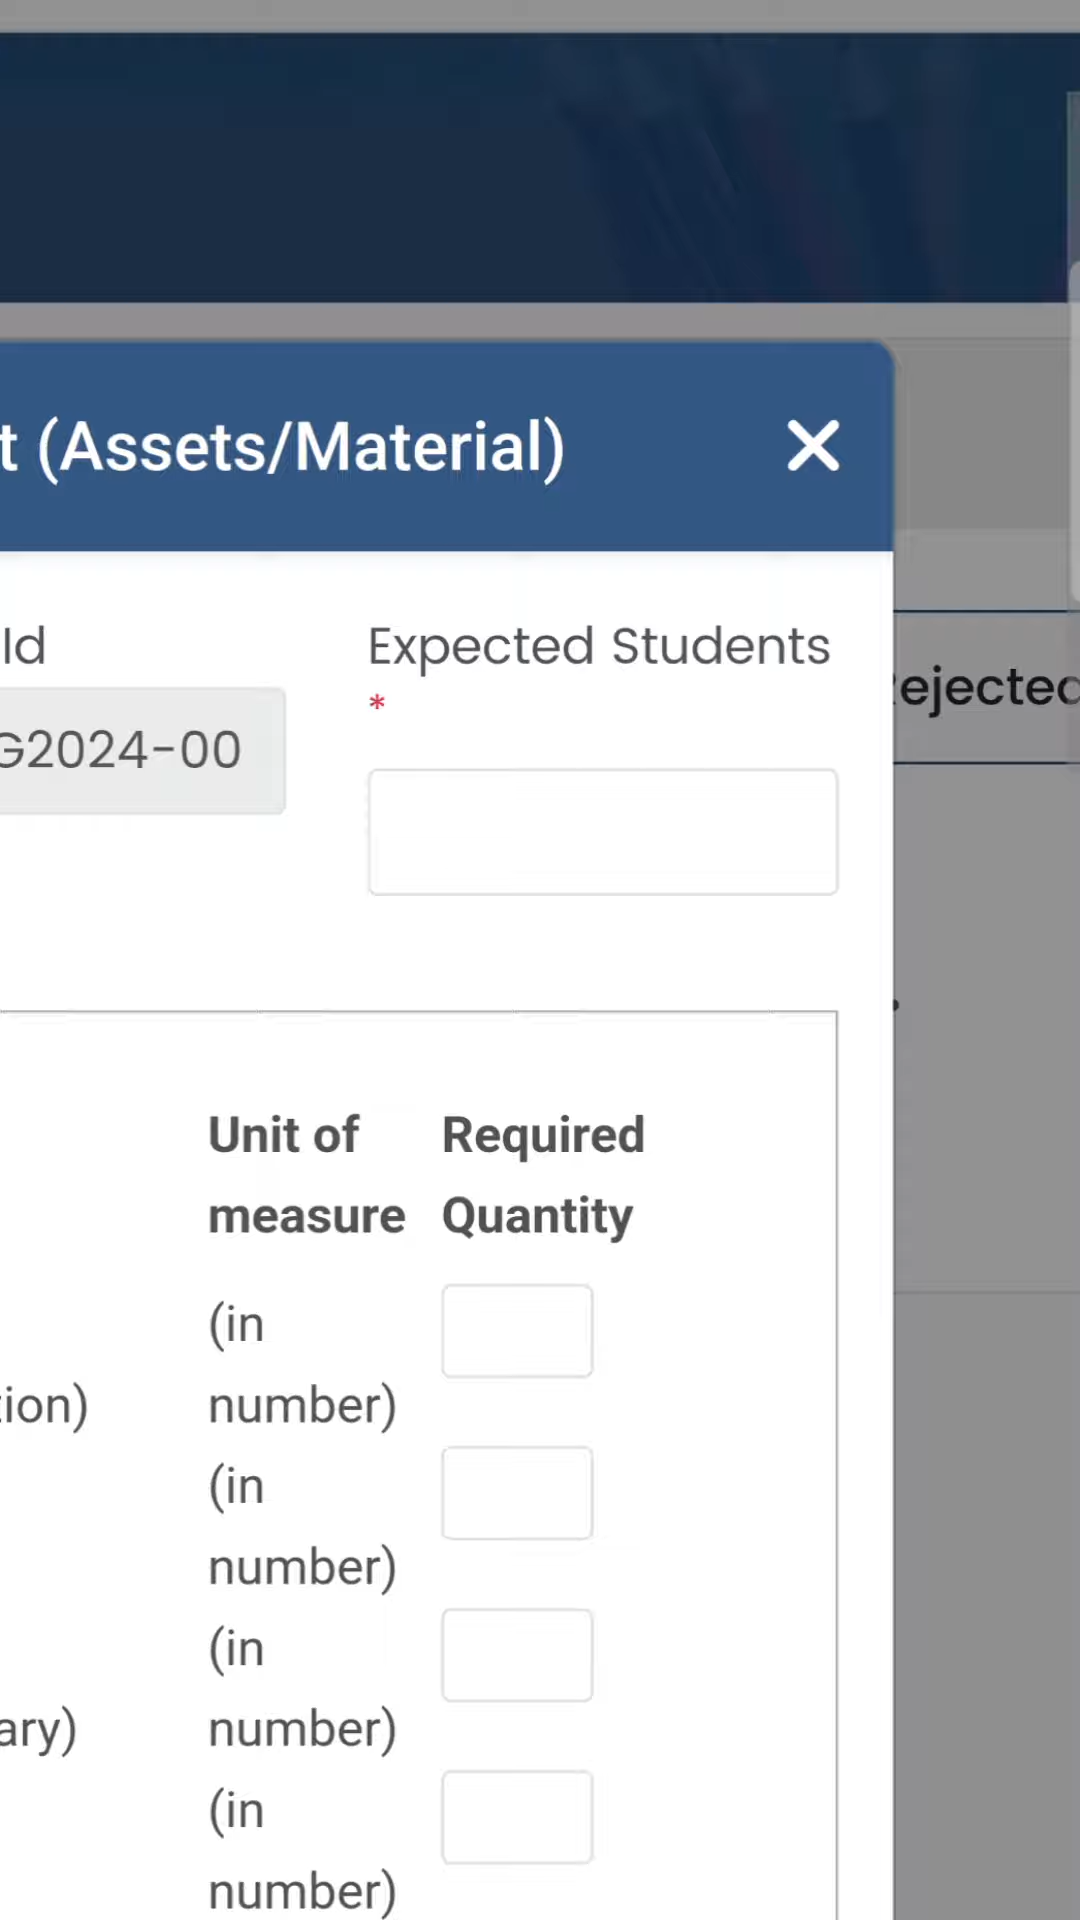 t (Assets/Material)
Id
Expected Students
*
G2024-00
ejected
Unit of
measure
Required
Quantity
(in
tion)
number)
(in
number)
(in
ary)
number)
(in
number)